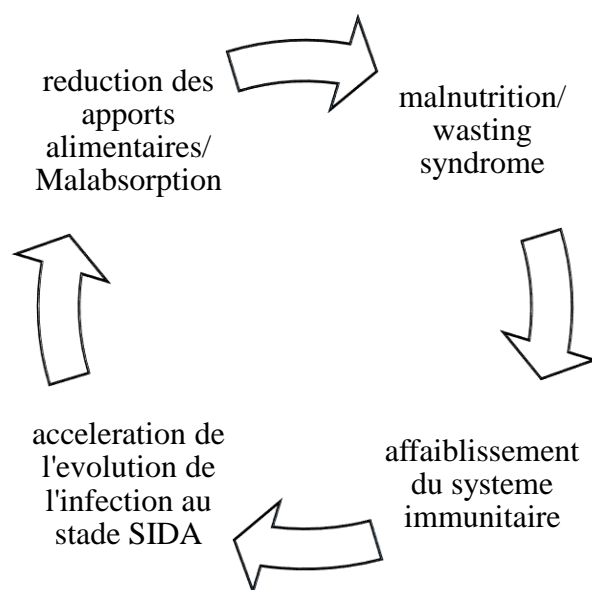 reduction des
apports
alimentaires/
Malabsorption
malnutrition/
wasting
syndrome
affaiblissement
du systeme
immunitaire
acceleration de
l'evolution de
l'infection au
stade SIDA